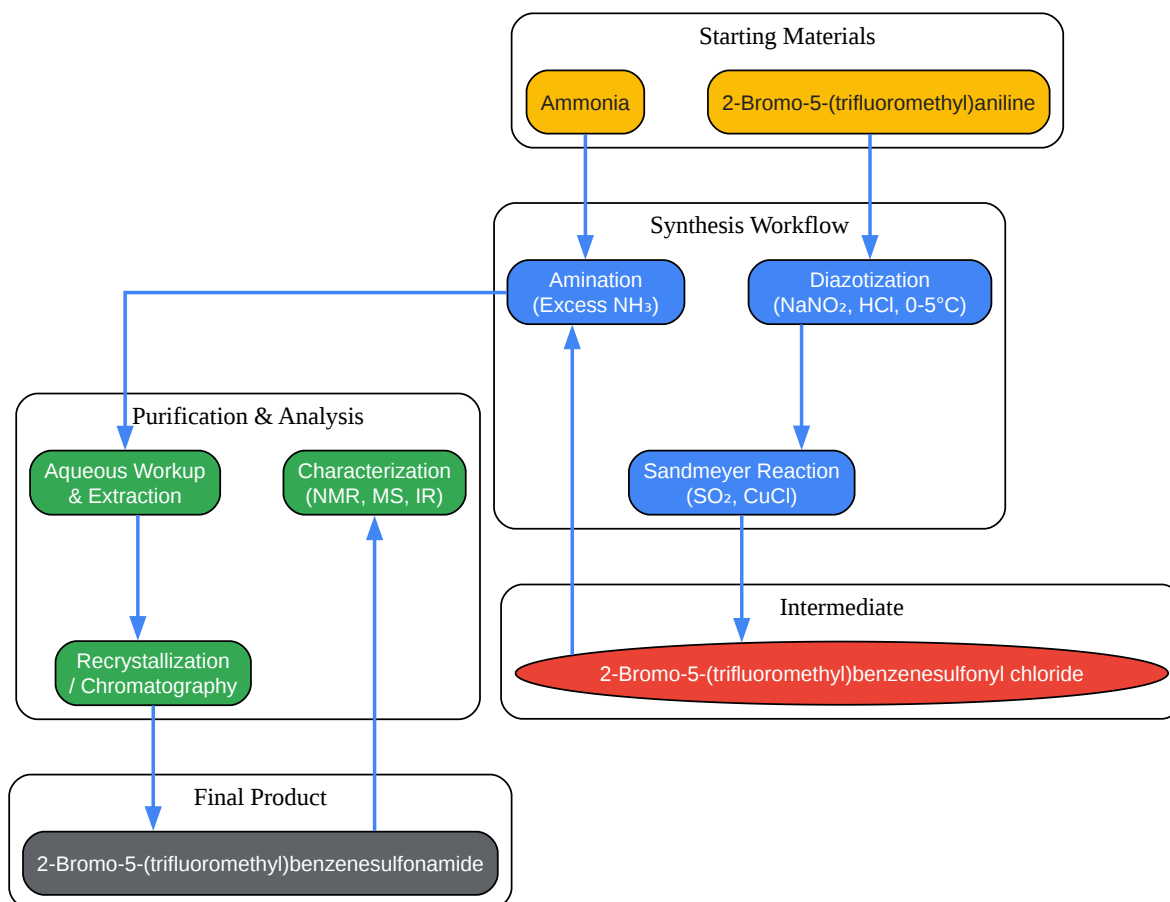 Starting Materials
Ammonia
2-Bromo-5-(trifluoromethyl)aniline
Synthesis Workflow
Amination
(Excess NH₃)
Diazotization
(NaNO₂, HCl, 0-5°C)
Sandmeyer Reaction
(SO₂, CuCl)
Purification & Analysis
Aqueous Workup
& Extraction
Characterization
(NMR, MS, IR)
Recrystallization
/ Chromatography
Intermediate
2-Bromo-5-(trifluoromethyl)benzenesulfonyl chloride
Final Product
2-Bromo-5-(trifluoromethyl)benzenesulfonamide